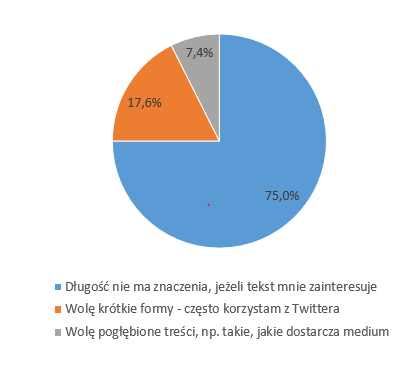 7,4%
17,6%
75,0%
Długość nie ma znaczenia, jeżeli tekst mnie zainteresuje
Wolę krótkie formy - często korzystam z Twittera
Wolę pogłębione treści, np. takie, jakie dostarcza medium